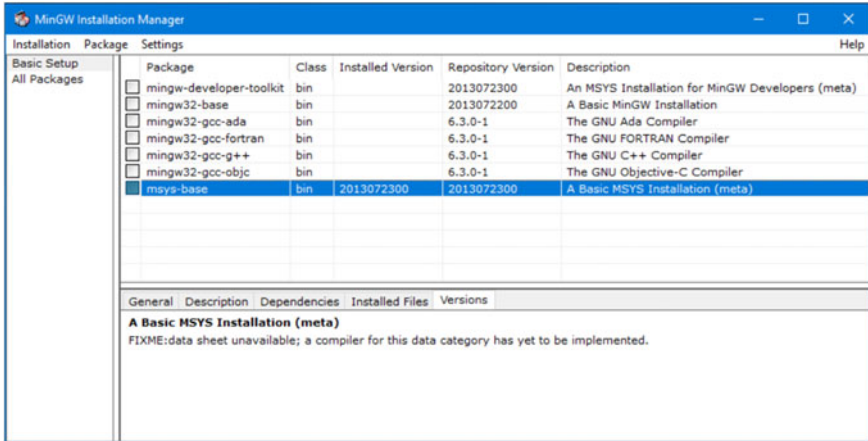 MinGW Installation Manager
Installation Package Settings Help
Basic Setup
All Packages
Package Class Installed Version Repository Version Description
mingw-developer-toolkit bin 2013072300 An MSYS Installation for MinGW Developers (meta)
mingw32-base bin 2013072200 A Basic MinGW Installation
mingw32-gcc-ada bin 6.3.0-1 The GNU Ada Compiler
mingw32-gcc-fortran bin 6.3.0-1 The GNU FORTRAN Compiler
mingw32-gcc-g++ bin 6.3.0-1 The GNU C++ Compiler
mingw32-gcc-objc bin 6.3.0-1 The GNU Objective-C Compiler
msys-base bin 2013072300 2013072300 A Basic MSYS Installation (meta)
General Description Dependencies Installed Files Versions
A Basic MSYS Installation (meta)
FIXME:data sheet unavailable; a compiler for this data category has yet to be implemented.